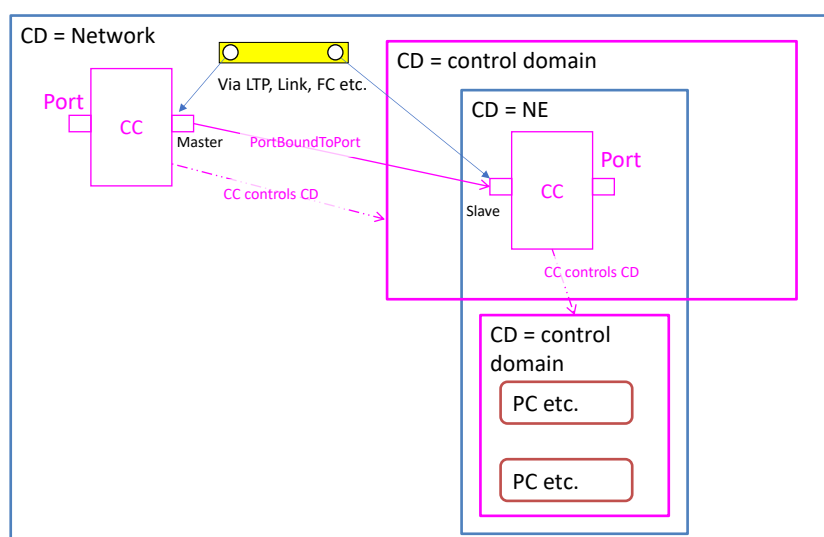 CD = Network
CD = control domain
Via LTP, Link, FC etc.
Port
CC
Master
PortBoundToPort
CC controls CD
CD = NE
Port
CC
Slave
CC controls CD
CD = control
domain
PC etc.
PC etc.